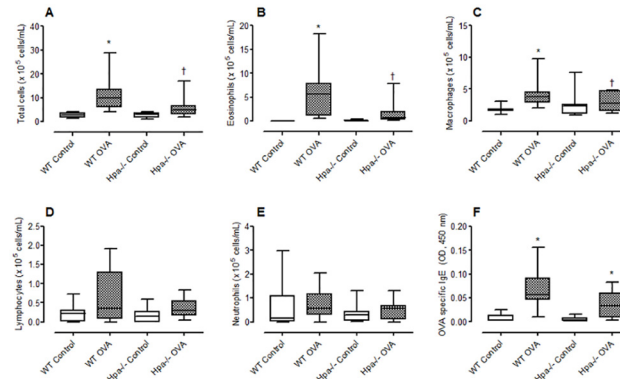 A
Total cells (x 10⁵ cells/mL)
50
40
30
20
10
0
*
†
WT Control
WT OVA
Hpa-/- Control
Hpa-/- OVA
B
Eosinophils (x 10⁵ cells/mL)
20
15
10
5
0
*
†
WT Control
WT OVA
Hpa-/- Control
Hpa-/- OVA
C
Macrophages (x 10⁵ cells/mL)
15
10
5
0
*
†
WT Control
WT OVA
Hpa-/- Control
Hpa-/- OVA
D
Lymphocytes (x 10⁵ cells/mL)
2.5
2.0
1.5
1.0
0.5
0.0
WT Control
WT OVA
Hpa-/- Control
Hpa-/- OVA
E
Neutrophils (x 10⁵ cells/mL)
4
3
2
1
0
WT Control
WT OVA
Hpa-/- Control
Hpa-/- OVA
F
OVA specific IgE (OD, 450 nm)
0.20
0.15
0.10
0.05
0.00
*
*
WT Control
WT OVA
Hpa-/- Control
Hpa-/- OVA